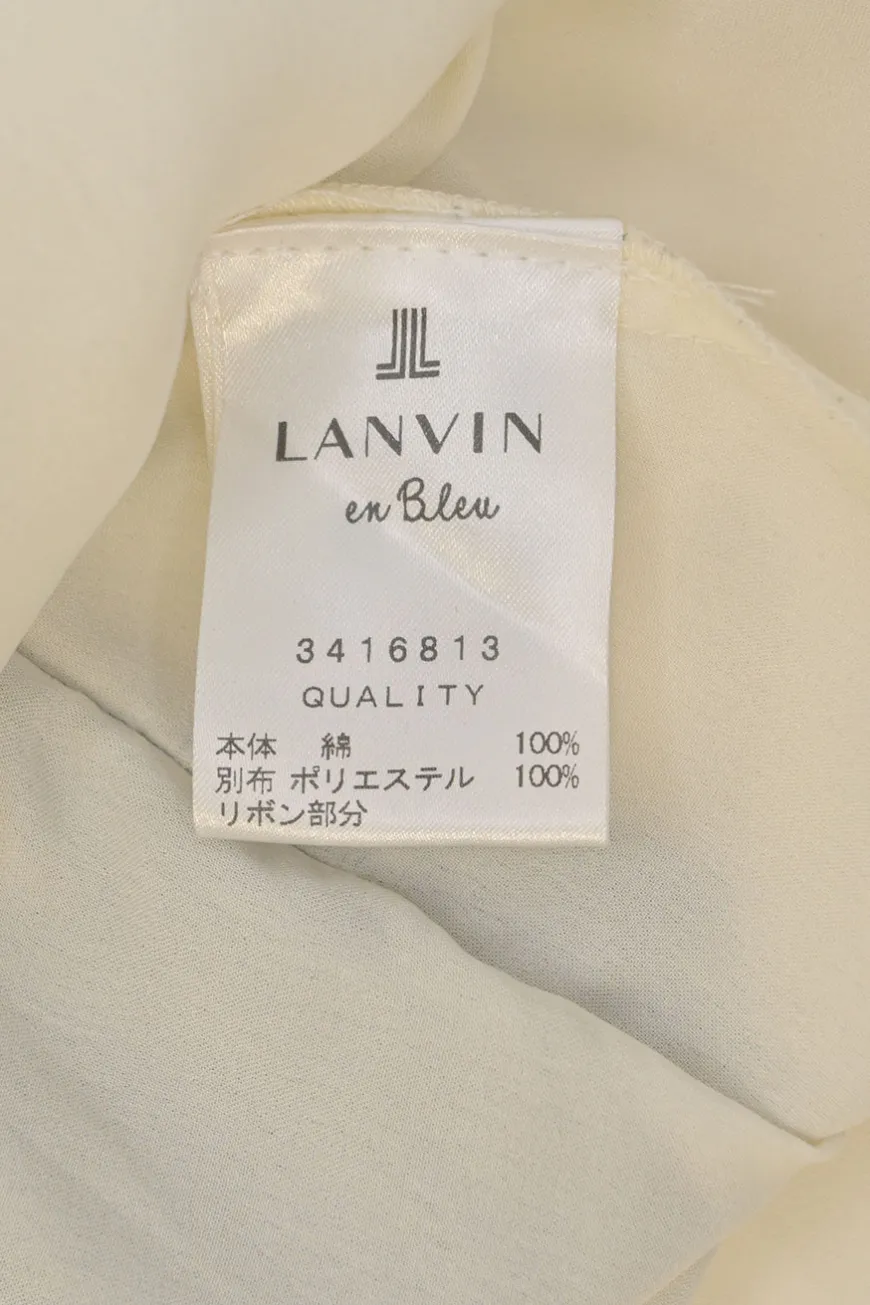 LANVIN
en Bleu
3416813
QUALITY
本体 綿 100%
別布 ポリエステル 100%
リボン部分